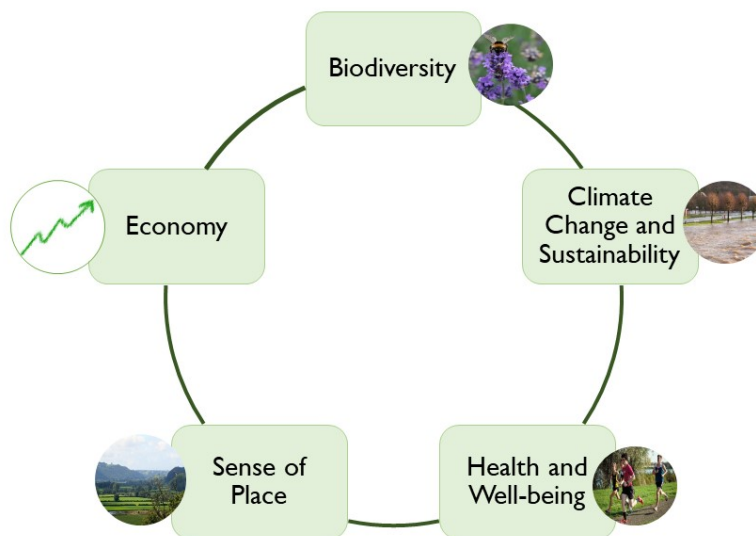 Biodiversity
Climate
Change and
Sustainability
Health and
Well-being
Sense of
Place
Economy